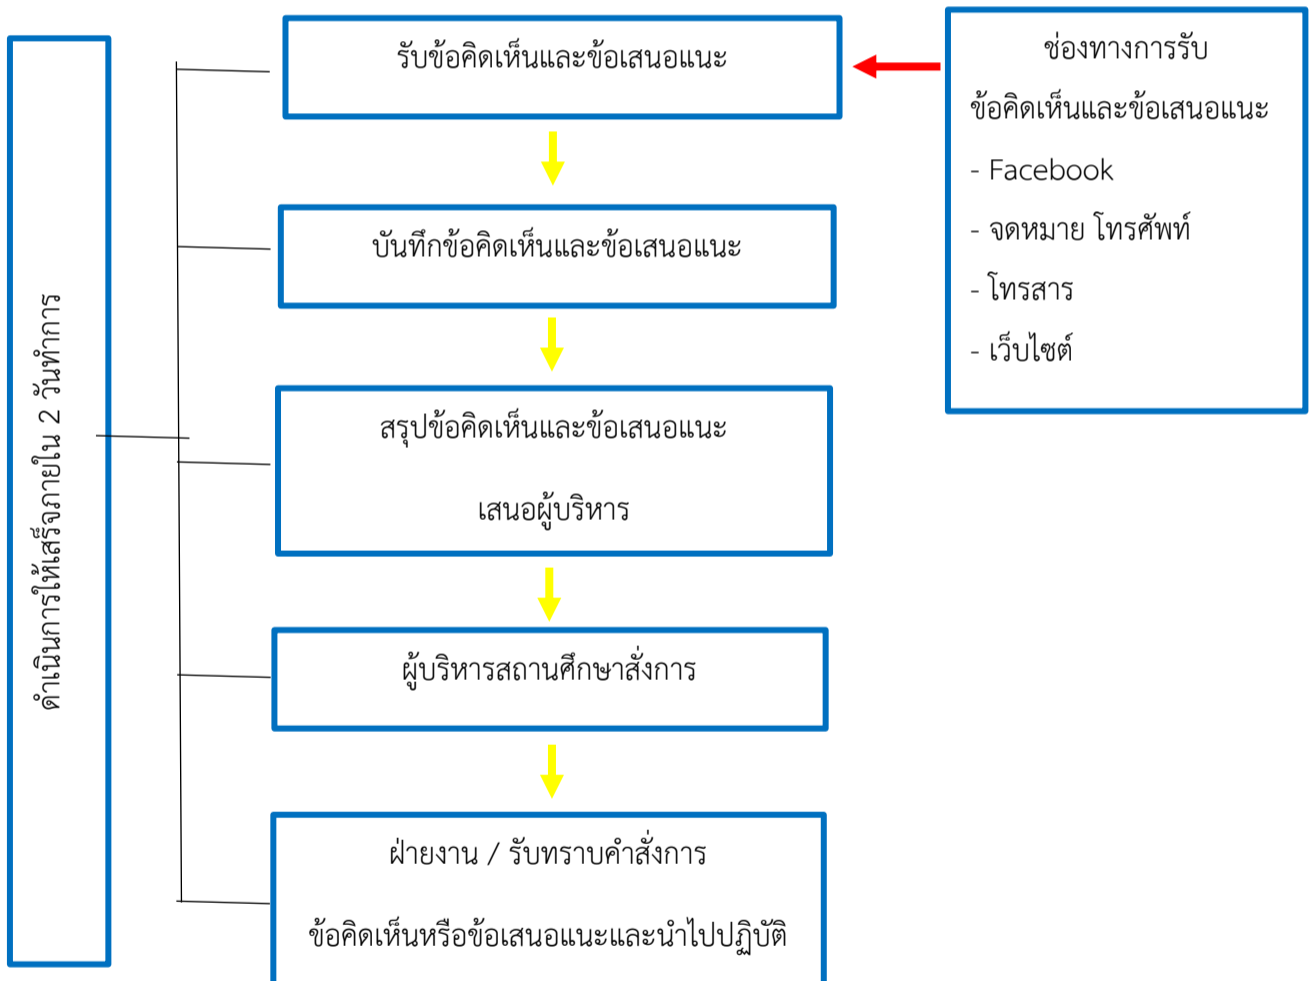 ดำเนินการให้เสร็จภายใน 2 วันทำการ
รับข้อคิดเห็นและข้อเสนอแนะ
บันทึกข้อคิดเห็นและข้อเสนอแนะ
สรุปข้อคิดเห็นและข้อเสนอแนะ
เสนอผู้บริหาร
ผู้บริหารสถานศึกษาสั่งการ
ฝ่ายงาน / รับทราบคำสั่งการ
ข้อคิดเห็นหรือข้อเสนอแนะและนำไปปฏิบัติ
ช่องทางการรับ
ข้อคิดเห็นและข้อเสนอแนะ
- Facebook
- จดหมาย โทรศัพท์
- โทรสาร
- เว็บไซต์